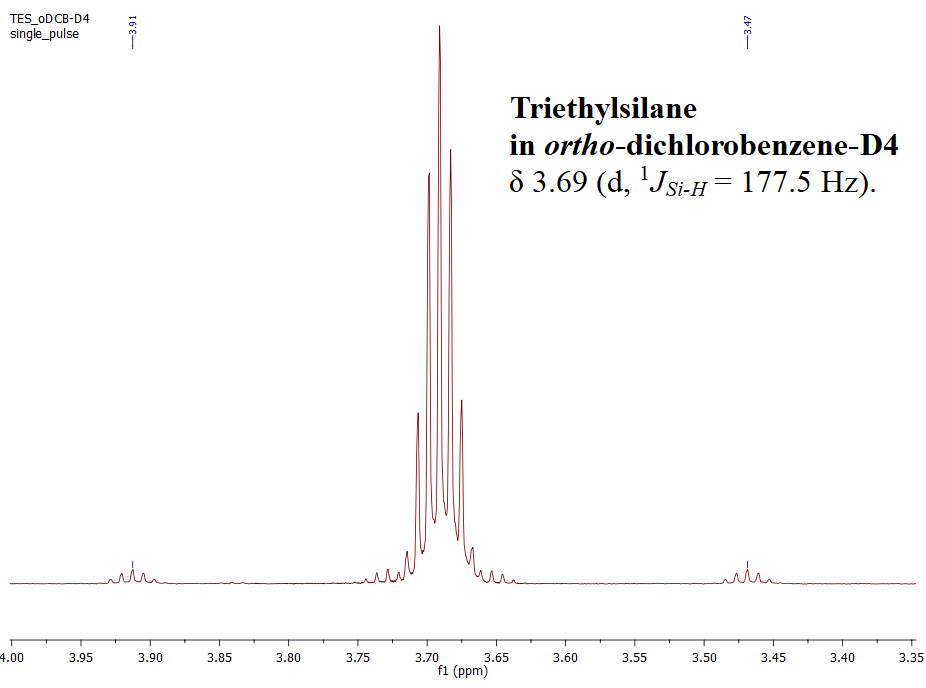 TES_oDCB-D4
single_pulse
3.91
3.47
Triethylsilane
in ortho-dichlorobenzene-D4
δ 3.69 (d, ¹J_Si-H = 177.5 Hz).
4.00 3.95 3.90 3.85 3.80 3.75 3.70 3.65 3.60 3.55 3.50 3.45 3.40 3.35
f1 (ppm)